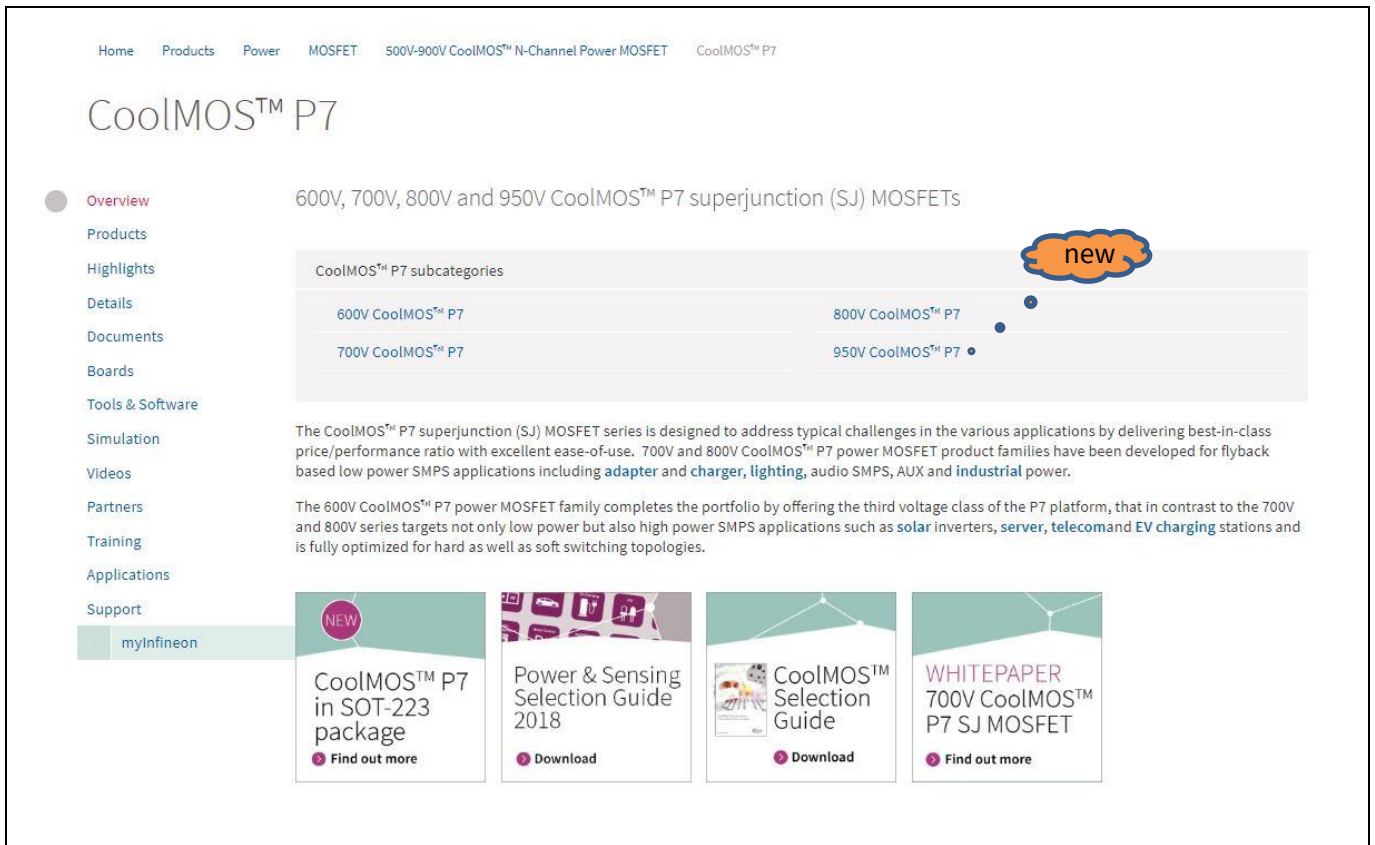 Home Products Power MOSFET 500V-900V CoolMOS™ N-Channel Power MOSFET CoolMOS™ P7
CoolMOS™ P7
Overview
Products
Highlights
Details
Documents
Boards
Tools & Software
Simulation
Videos
Partners
Training
Applications
Support
myInfineon
600V, 700V, 800V and 950V CoolMOS™ P7 superjunction (SJ) MOSFETs
new
CoolMOS™ P7 subcategories
600V CoolMOS™ P7
800V CoolMOS™ P7
700V CoolMOS™ P7
950V CoolMOS™ P7
The CoolMOS™ P7 superjunction (SJ) MOSFET series is designed to address typical challenges in the various applications by delivering best-in-class
price/performance ratio with excellent ease-of-use. 700V and 800V CoolMOS™ P7 power MOSFET product families have been developed for flyback
based low power SMPS applications including adapter and charger, lighting, audio SMPS, AUX and industrial power.
The 600V CoolMOS™ P7 power MOSFET family completes the portfolio by offering the third voltage class of the P7 platform, that in contrast to the 700V
and 800V series targets not only low power but also high power SMPS applications such as solar inverters, server, telecomand EV charging stations and
is fully optimized for hard as well as soft switching topologies.
NEW
CoolMOS™ P7
in SOT-223
package
Find out more
Power & Sensing
Selection Guide
2018
Download
CoolMOS™
Selection
Guide
Download
WHITEPAPER
700V CoolMOS™
P7 SJ MOSFET
Find out more